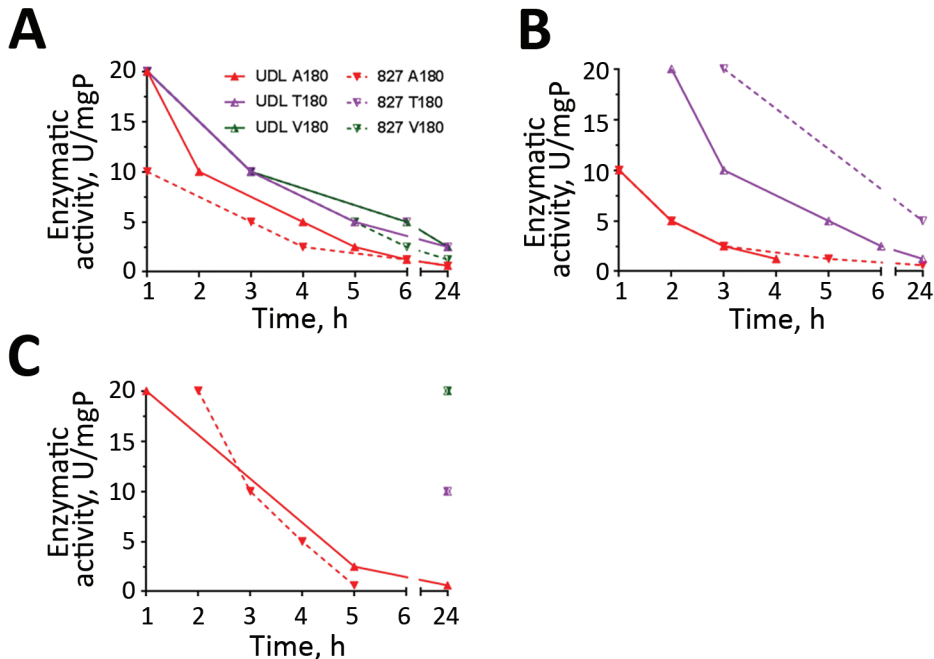 A
Enzymatic
activity, U/mgP
20
15
10
5
0
UDL A180
UDL T180
UDL V180
827 A180
827 T180
827 V180
1 2 3 4 5 6 24
Time, h
B
Enzymatic
activity, U/mgP
20
15
10
5
0
1 2 3 4 5 6 24
Time, h
C
Enzymatic
activity, U/mgP
20
15
10
5
0
1 2 3 4 5 6 24
Time, h